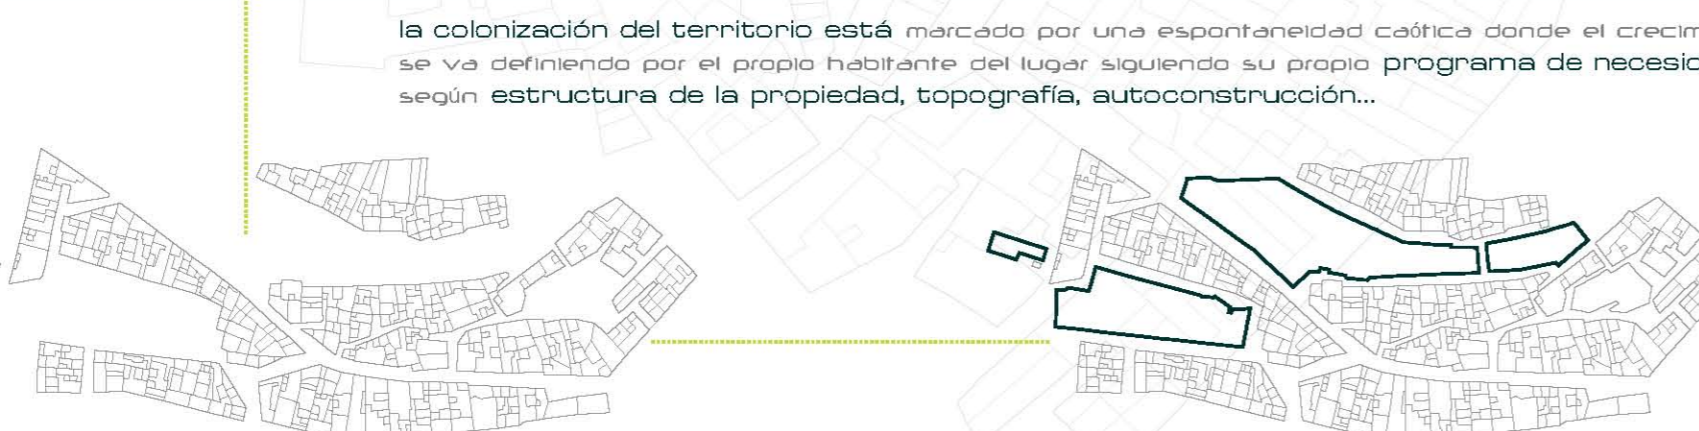 la colonización del territorio está marcado por una espontaneidad caótica donde el crecim
se va definiendo por el propio habitante del lugar siguiendo su propio programa de necesid
según estructura de la propiedad, topografía, autoconstrucción...